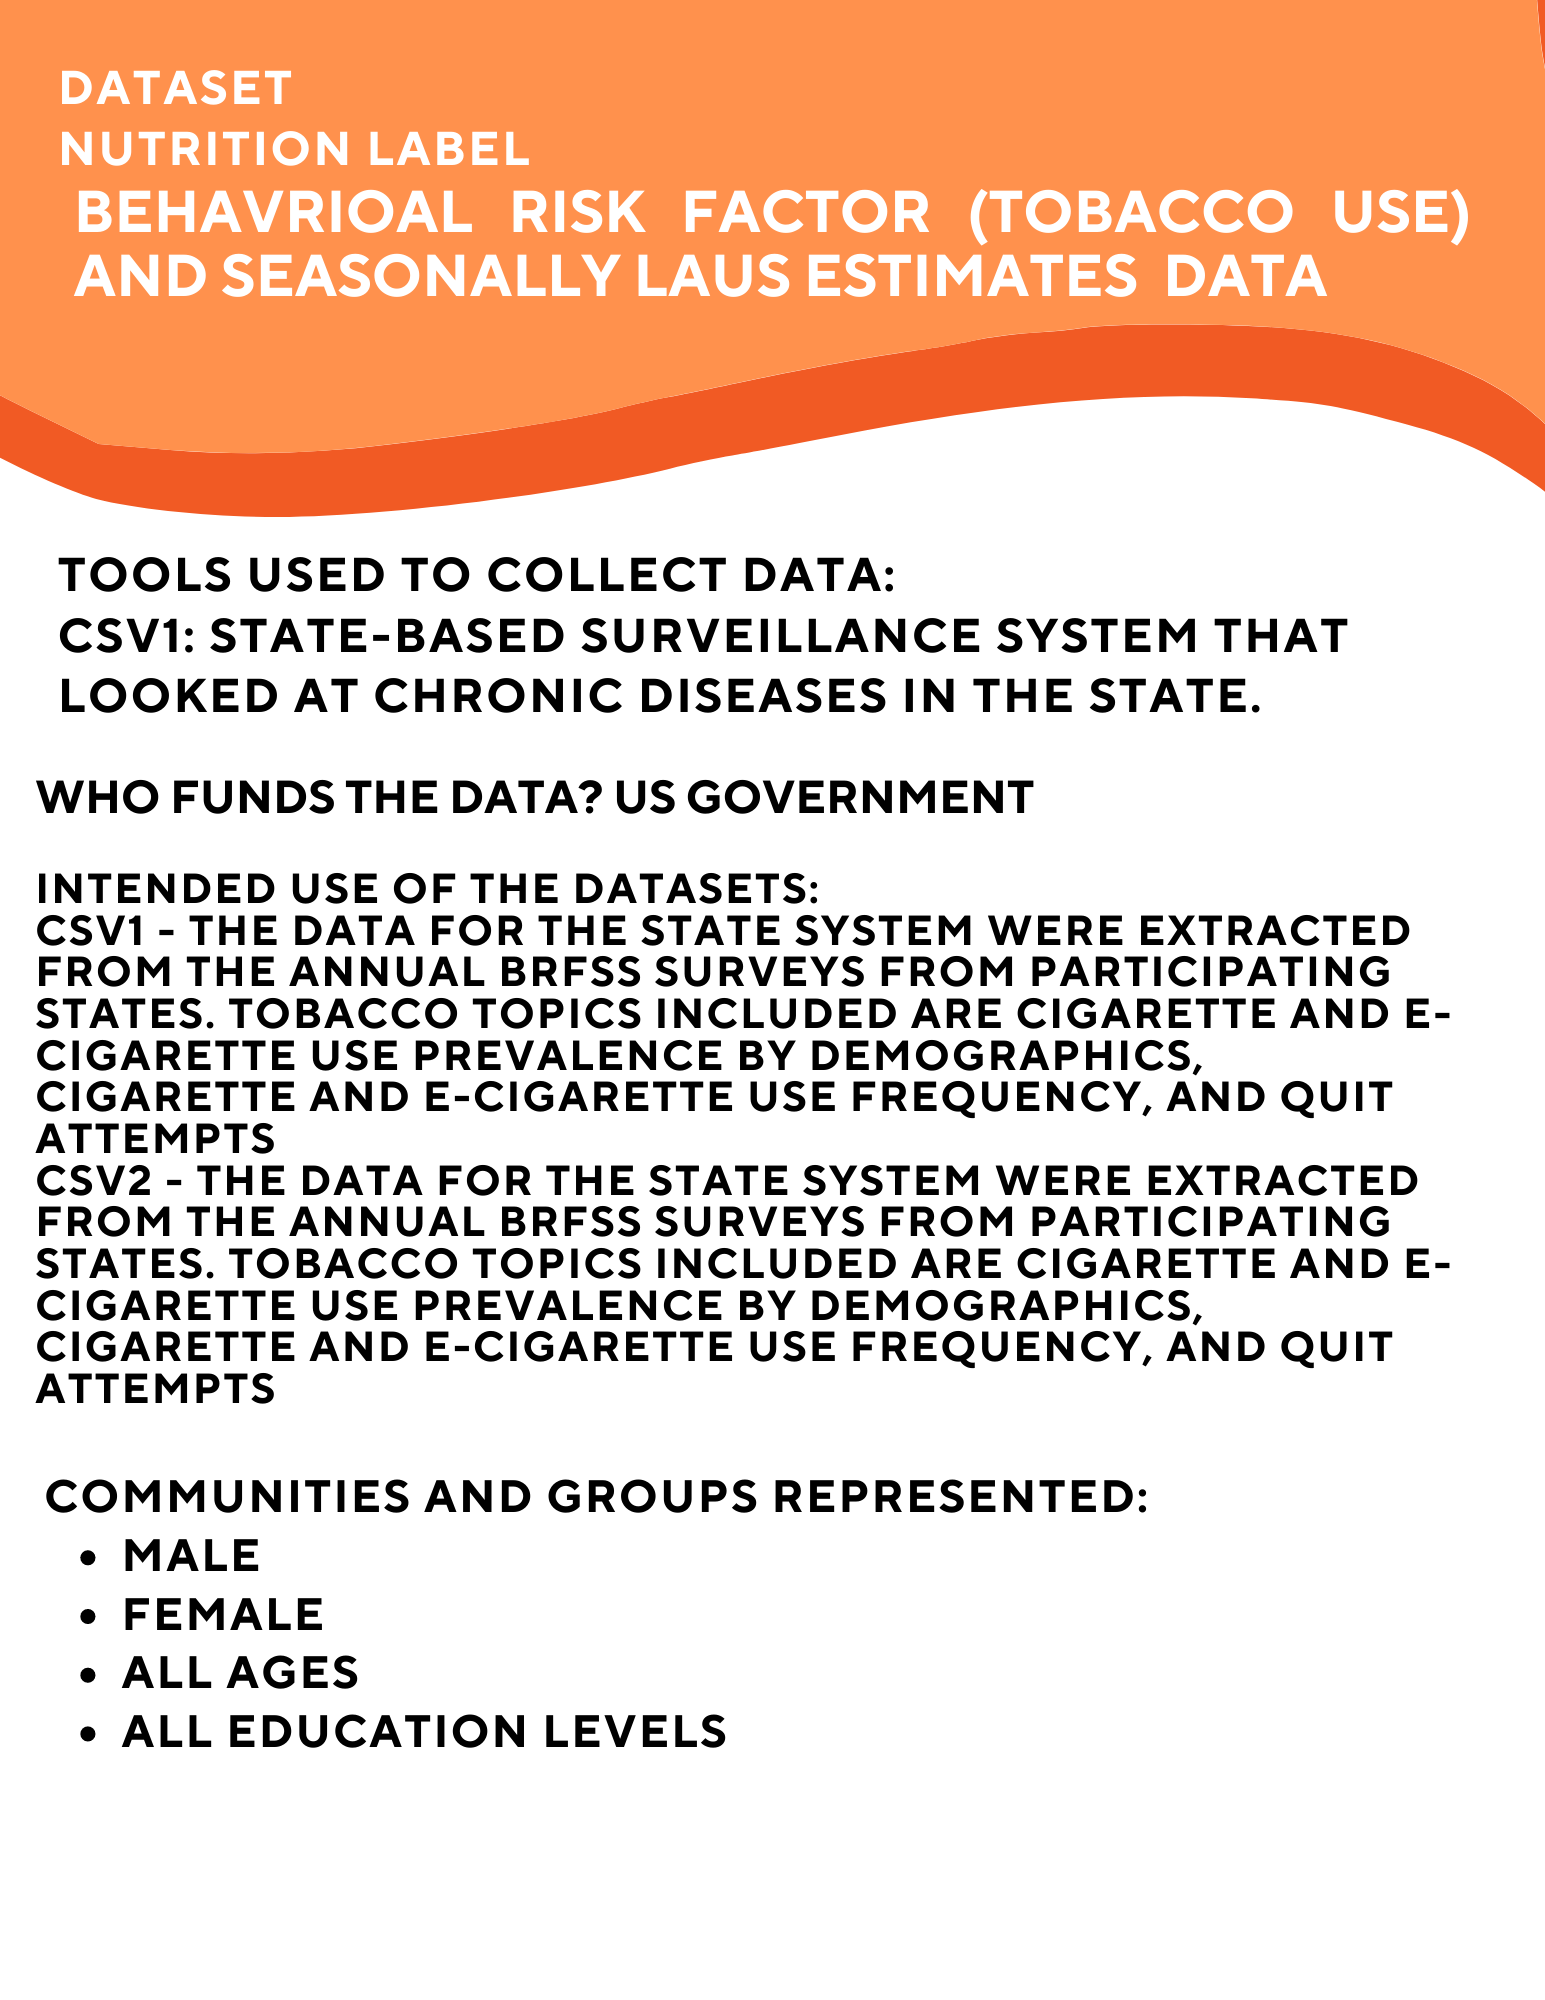 DATASET
NUTRITION LABEL
BEHAVRIOAL RISK FACTOR (TOBACCO USE)
AND SEASONALLY LAUS ESTIMATES DATA
TOOLS USED TO COLLECT DATA:
CSV1: STATE-BASED SURVEILLANCE SYSTEM THAT
LOOKED AT CHRONIC DISEASES IN THE STATE.
WHO FUNDS THE DATA? US GOVERNMENT
INTENDED USE OF THE DATASETS:
CSV1 - THE DATA FOR THE STATE SYSTEM WERE EXTRACTED
FROM THE ANNUAL BRFSS SURVEYS FROM PARTICIPATING
STATES. TOBACCO TOPICS INCLUDED ARE CIGARETTE AND E-
CIGARETTE USE PREVALENCE BY DEMOGRAPHICS,
CIGARETTE AND E-CIGARETTE USE FREQUENCY, AND QUIT
ATTEMPTS
CSV2 - THE DATA FOR THE STATE SYSTEM WERE EXTRACTED
FROM THE ANNUAL BRFSS SURVEYS FROM PARTICIPATING
STATES. TOBACCO TOPICS INCLUDED ARE CIGARETTE AND E-
CIGARETTE USE PREVALENCE BY DEMOGRAPHICS,
CIGARETTE AND E-CIGARETTE USE FREQUENCY, AND QUIT
ATTEMPTS
COMMUNITIES AND GROUPS REPRESENTED:
• MALE
• FEMALE
• ALL AGES
• ALL EDUCATION LEVELS